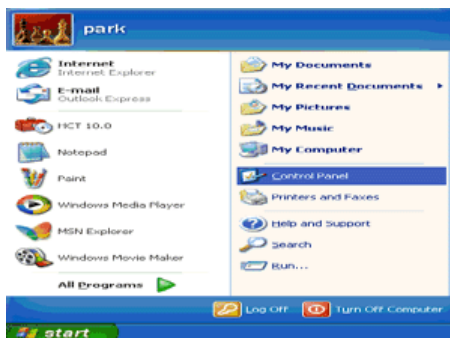 park
Internet
Internet Explorer
E-mail
Outlook Express
HCT 10.0
Notepad
Paint
Windows Media Player
MSN Explorer
Windows Movie Maker
All Programs
My Documents
My Recent Documents
My Pictures
My Music
My Computer
Control Panel
Printers and Faxes
Help and Support
Search
Run...
Log Off
Turn Off Computer
start